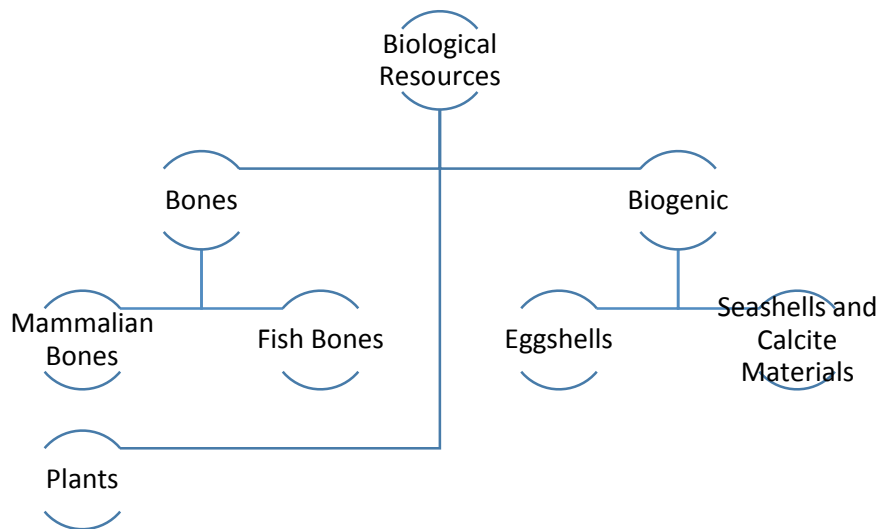 Biological
Resources
Bones
Biogenic
Mammalian
Bones
Fish Bones
Eggshells
Seashells and
Calcite
Materials
Plants